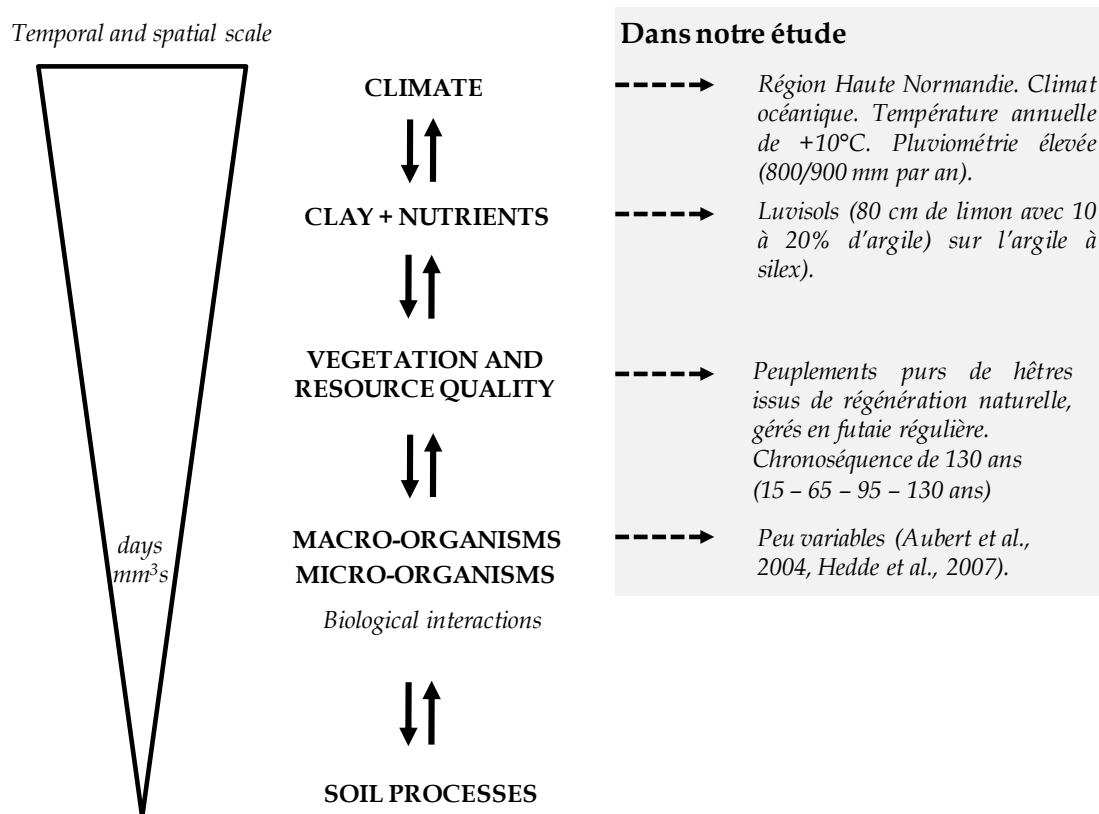 Temporal and spatial scale
Dans notre étude
CLIMATE
Région Haute Normandie. Climat
océanique. Température annuelle
de +10°C. Pluviométrie élevée
(800/900 mm par an).
CLAY + NUTRIENTS
Luvisols (80 cm de limon avec 10
à 20% d'argile) sur l'argile à
silex).
VEGETATION AND
RESOURCE QUALITY
Peuplements purs de hêtres
issus de régénération naturelle,
gérés en futaie régulière.
Chronoséquence de 130 ans
(15 – 65 – 95 – 130 ans)
days
mm³s
MACRO-ORGANISMS
MICRO-ORGANISMS
Biological interactions
Peu variables (Aubert et al.,
2004, Hedde et al., 2007).
SOIL PROCESSES